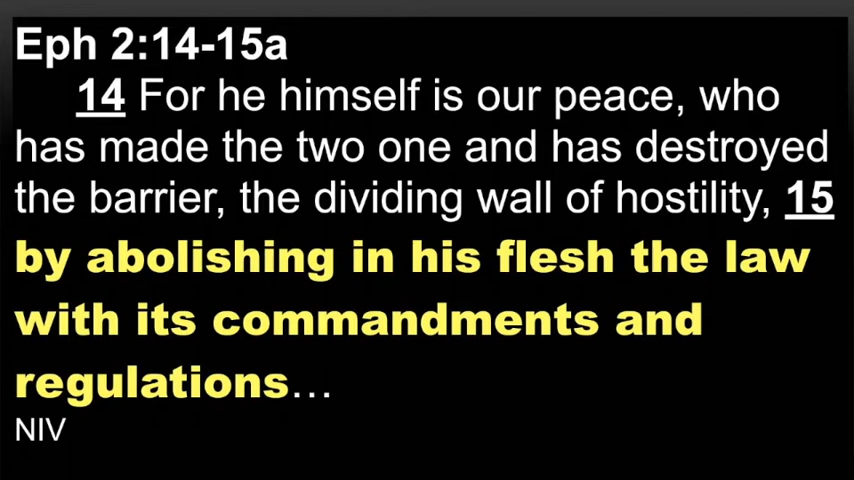 Eph 2:14-15a
14 For he himself is our peace, who
has made the two one and has destroyed
the barrier, the dividing wall of hostility, 15
by abolishing in his flesh the law
with its commandments and
regulations…
NIV